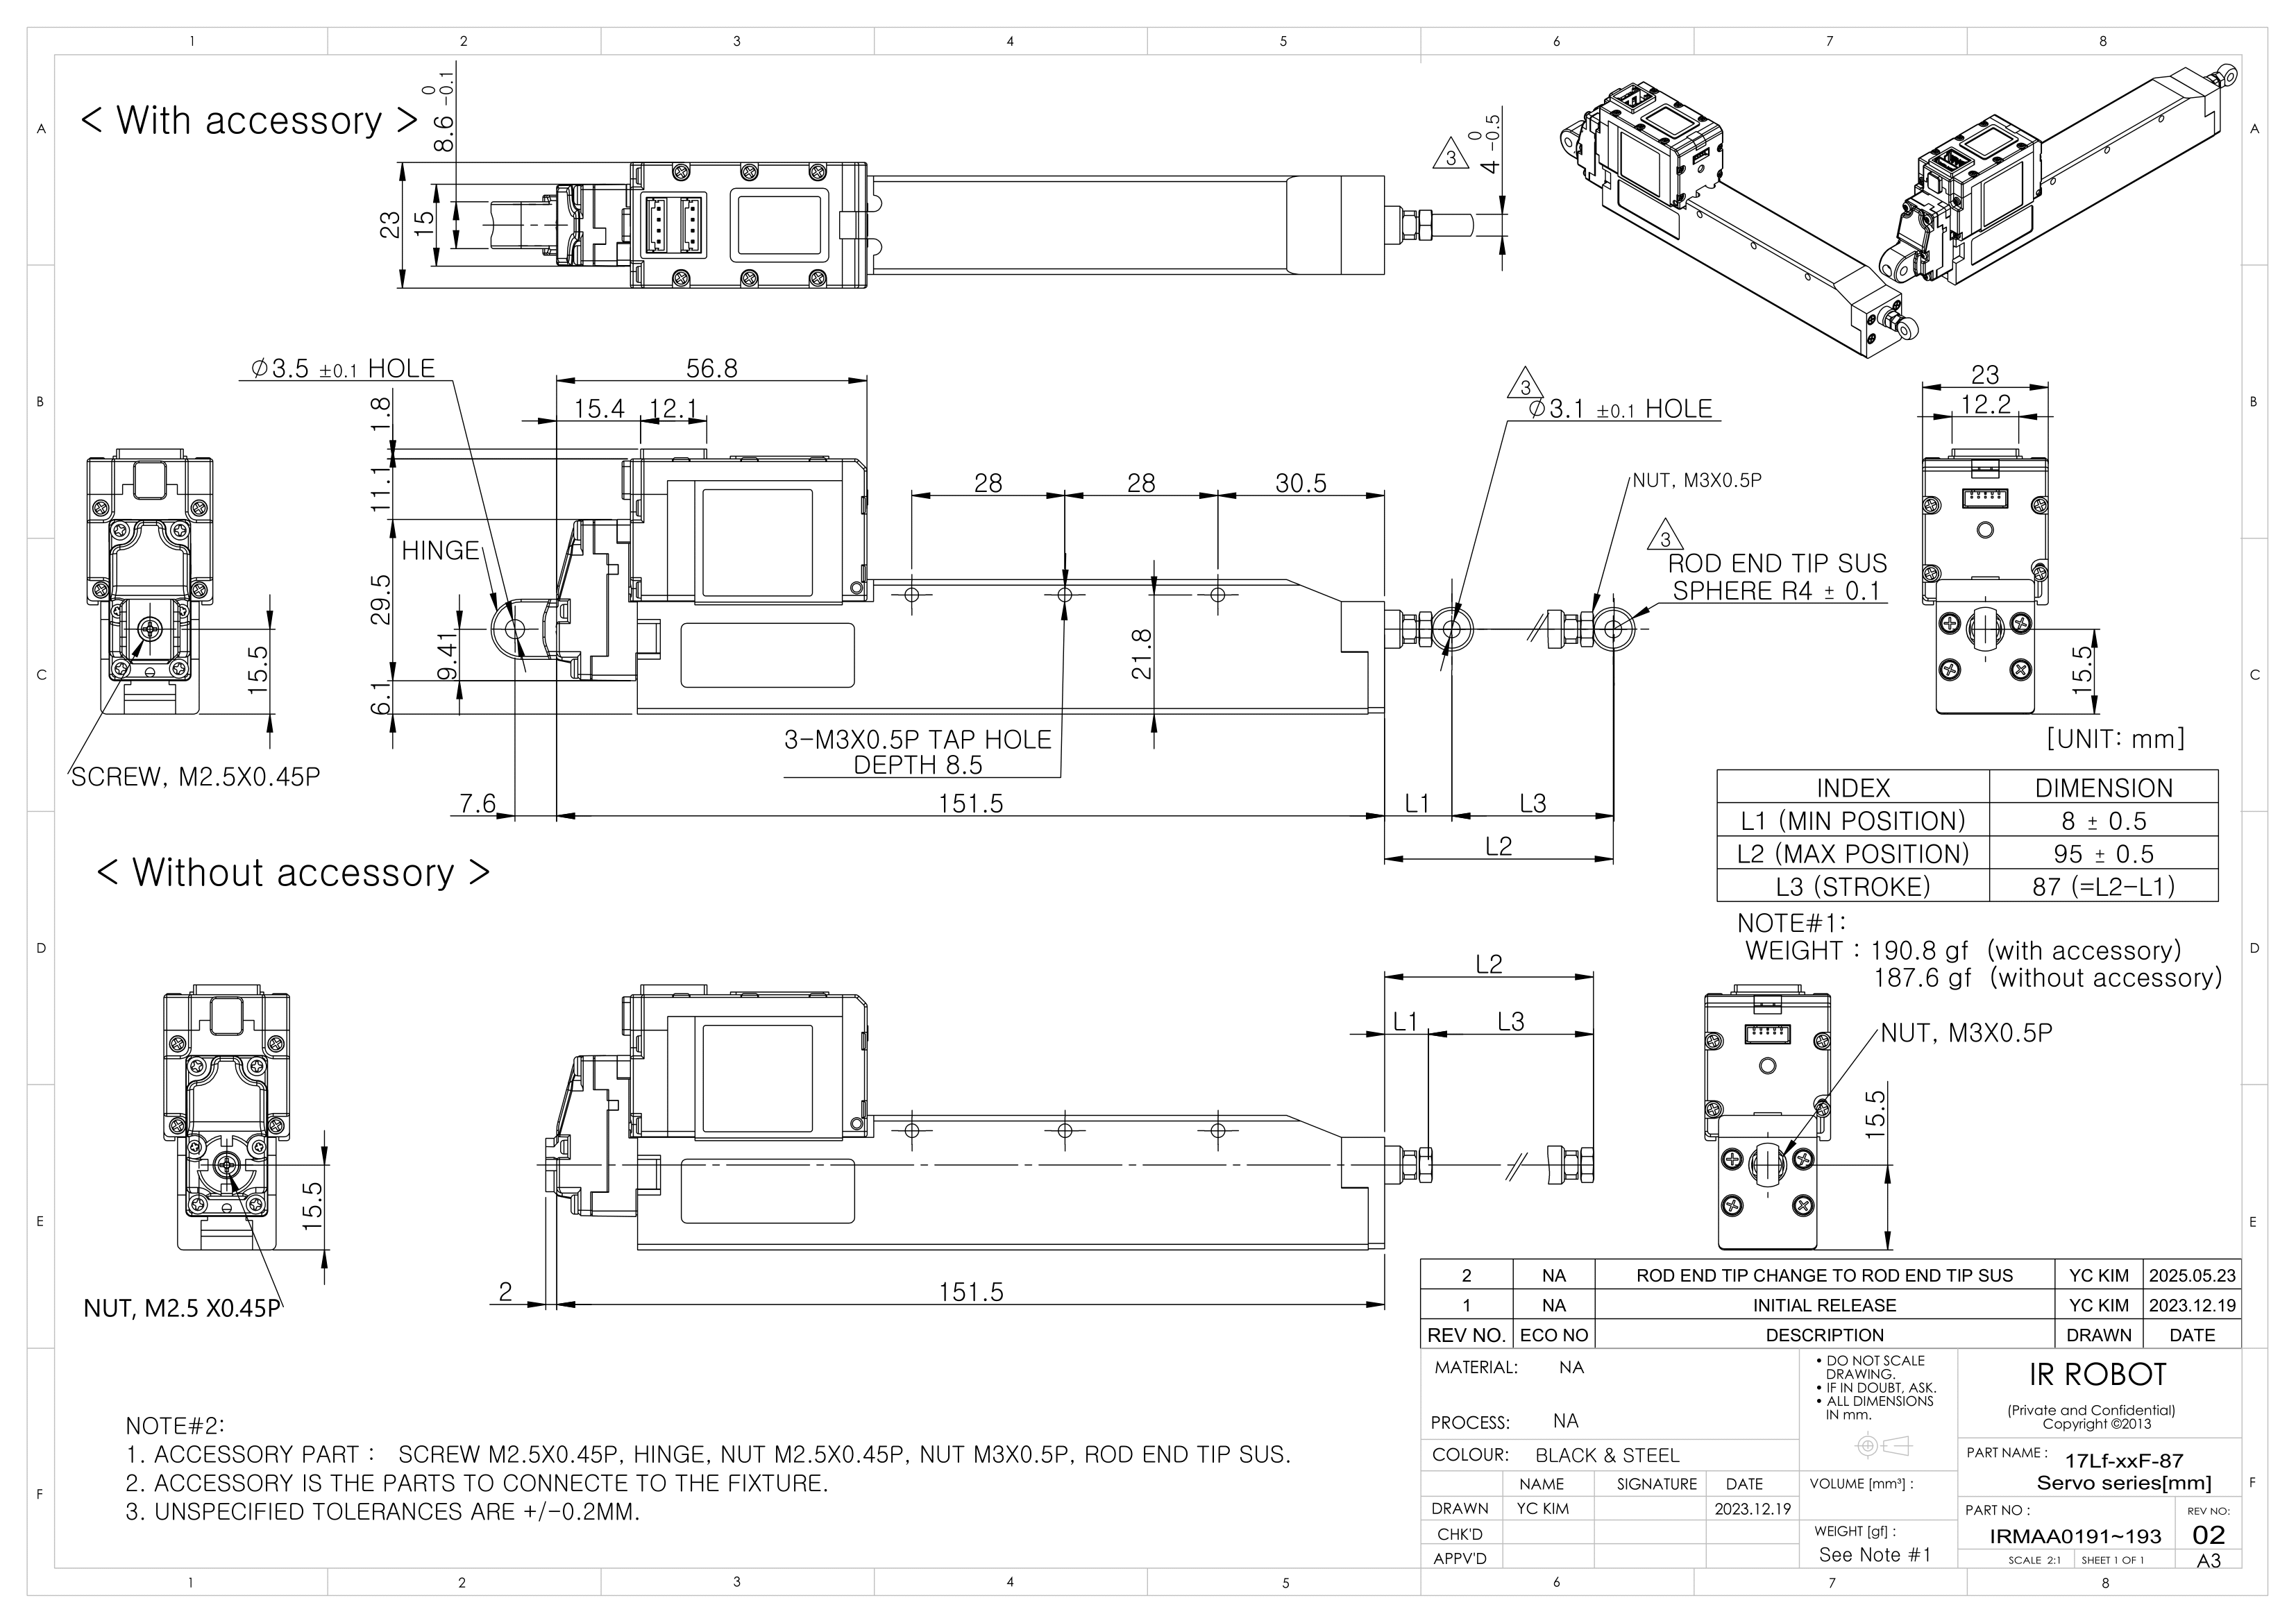 1 2 3 4 5 6 7 8
A
B
C
D
E
F
A
B
C
D
E
F
< With accessory >
8.6 0 -0.1
23
15
3
4 0 -0.5
⌀3.5 ±0.1 HOLE
56.8
15.4
12.1
1.8
11.1
29.5
9.41
6.1
HINGE
28
28
30.5
21.8
3
⌀3.1 ±0.1 HOLE
NUT, M3X0.5P
3
ROD END TIP SUS
SPHERE R4 ± 0.1
23
12.2
15.5
15.5
SCREW, M2.5X0.45P
3-M3X0.5P TAP HOLE
DEPTH 8.5
7.6
151.5
L1
L3
L2
[UNIT: mm]
INDEX DIMENSION
L1 (MIN POSITION) 8 ± 0.5
L2 (MAX POSITION) 95 ± 0.5
L3 (STROKE) 87 (=L2-L1)
NOTE#1:
WEIGHT : 190.8 gf (with accessory)
187.6 gf (without accessory)
< Without accessory >
L2
L1
L3
NUT, M3X0.5P
15.5
15.5
NUT, M2.5 X0.45P
2
151.5
2 NA ROD END TIP CHANGE TO ROD END TIP SUS YC KIM 2025.05.23
1 NA INITIAL RELEASE YC KIM 2023.12.19
REV NO. ECO NO DESCRIPTION DRAWN DATE
MATERIAL: NA
PROCESS: NA
COLOUR: BLACK & STEEL
• DO NOT SCALE
DRAWING.
• IF IN DOUBT, ASK.
• ALL DIMENSIONS
IN mm.
IR ROBOT
(Private and Confidential)
Copyright ©2013
PART NAME : 17Lf-xxF-87
Servo series[mm]
NAME SIGNATURE DATE
DRAWN YC KIM 2023.12.19
CHK'D
APPV'D
VOLUME [mm³] :
WEIGHT [gf] :
See Note #1
PART NO :
IRMAA0191~193
REV NO:
02
SCALE 2:1 SHEET 1 OF 1 A3
NOTE#2:
1. ACCESSORY PART : SCREW M2.5X0.45P, HINGE, NUT M2.5X0.45P, NUT M3X0.5P, ROD END TIP SUS.
2. ACCESSORY IS THE PARTS TO CONNECTE TO THE FIXTURE.
3. UNSPECIFIED TOLERANCES ARE +/-0.2MM.
1 2 3 4 5 6 7 8